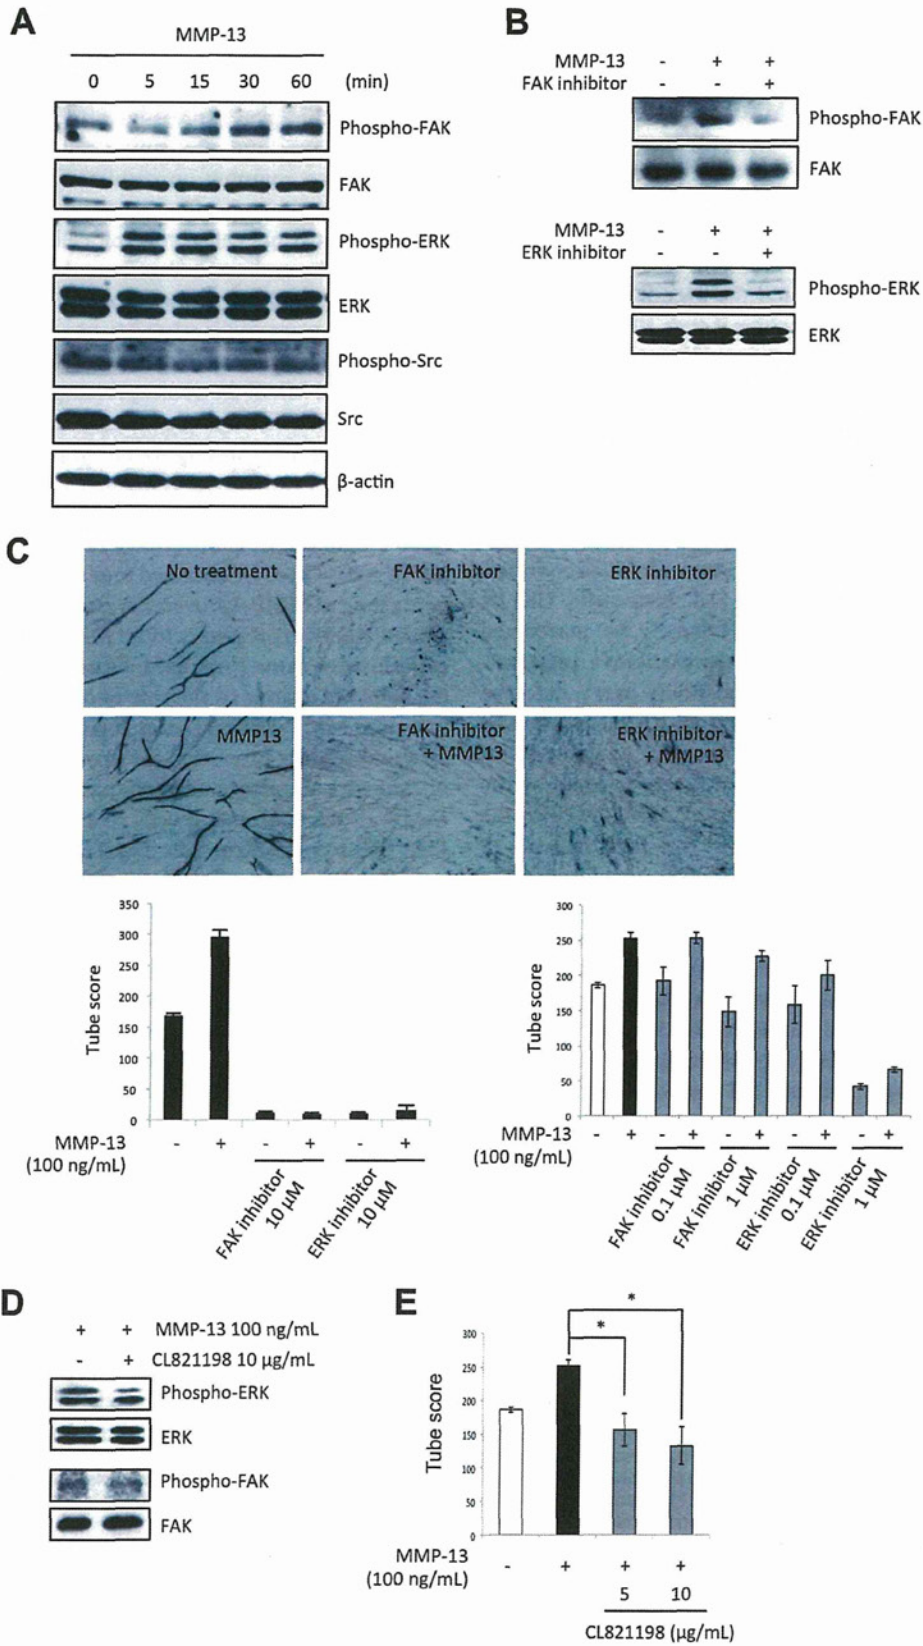 A
MMP-13
0 5 15 30 60 (min)
Phospho-FAK
FAK
Phospho-ERK
ERK
Phospho-Src
Src
β-actin
B
MMP-13 - + +
FAK inhibitor - - +
Phospho-FAK
FAK
MMP-13 - + +
ERK inhibitor - - +
Phospho-ERK
ERK
C
No treatment
FAK inhibitor
ERK inhibitor
MMP13
FAK inhibitor
+ MMP13
ERK inhibitor
+ MMP13
Tube score
350
300
250
200
150
100
50
0
MMP-13 - + - + - +
(100 ng/mL)
FAK inhibitor
10 µM
ERK inhibitor
10 µM
Tube score
300
250
200
150
100
50
0
MMP-13 - + - + - + - + - +
(100 ng/mL)
FAK inhibitor
0.1 µM
FAK inhibitor
1 µM
ERK inhibitor
0.1 µM
ERK inhibitor
1 µM
D
+ + MMP-13 100 ng/mL
- + CL821198 10 µg/mL
Phospho-ERK
ERK
Phospho-FAK
FAK
E
* 
*
Tube score
300
250
200
150
100
50
0
MMP-13 - + + +
(100 ng/mL)
5 10
CL821198 (µg/mL)